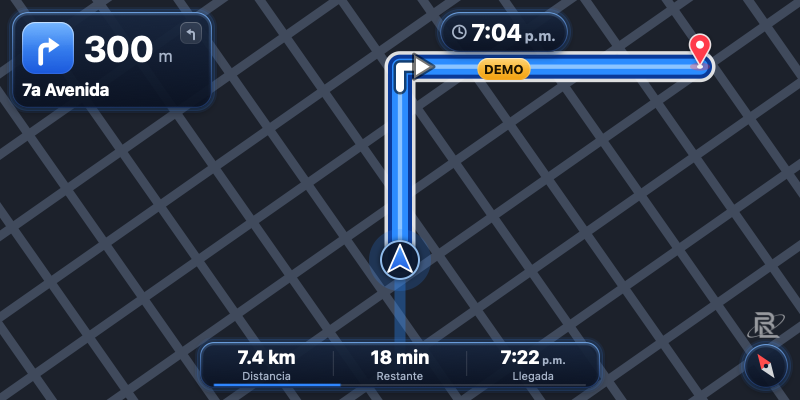 300 m
7a Avenida
7:04 p.m.
DEMO
7.4 km
Distancia
18 min
Restante
7:22 p.m.
Llegada